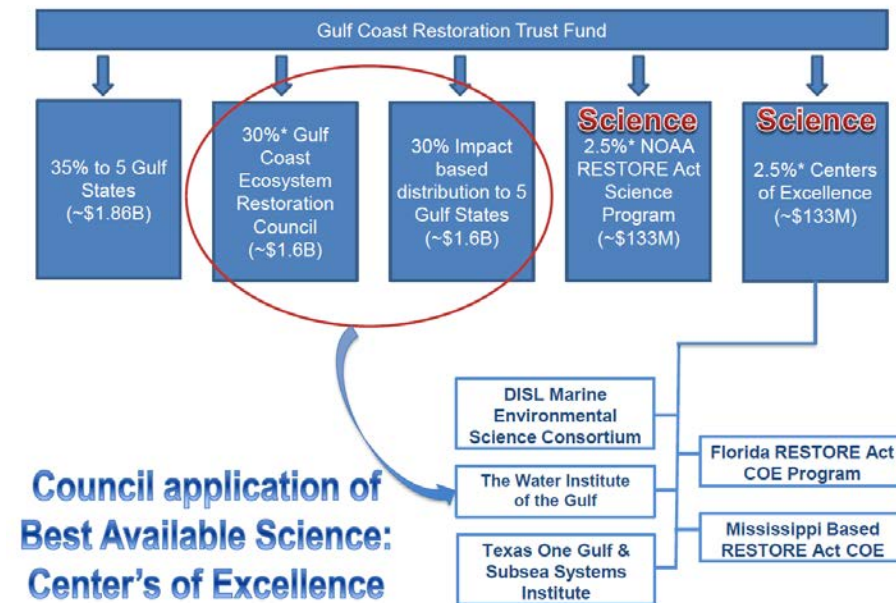 Gulf Coast Restoration Trust Fund
35% to 5 Gulf
States
(~$1.86B)
30%* Gulf
Coast
Ecosystem
Restoration
Council
(~$1.6B)
30% Impact
based
distribution to 5
Gulf States
(~$1.6B)
Science
2.5%* NOAA
RESTORE Act
Science
Program
(~$133M)
Science
2.5%* Centers
of Excellence
(~$133M)
DISL Marine
Environmental
Science Consortium
Florida RESTORE Act
COE Program
The Water Institute
of the Gulf
Mississippi Based
RESTORE Act COE
Texas One Gulf &
Subsea Systems
Institute
Council application of
Best Available Science:
Center's of Excellence